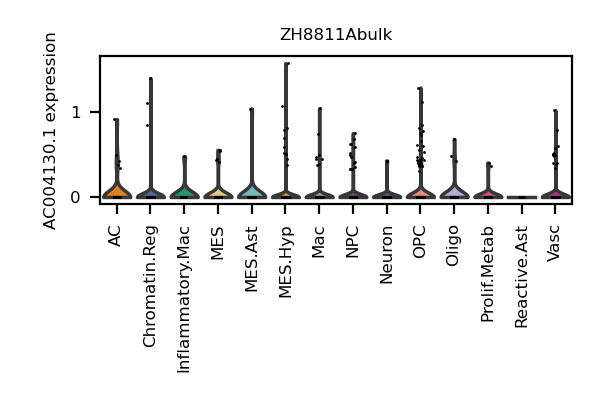 ZH8811Abulk
AC004130.1 expression
1
0
AC
Chromatin.Reg
Inflammatory.Mac
MES
MES.Ast
MES.Hyp
Mac
NPC
Neuron
OPC
Oligo
Prolif.Metab
Reactive.Ast
Vasc